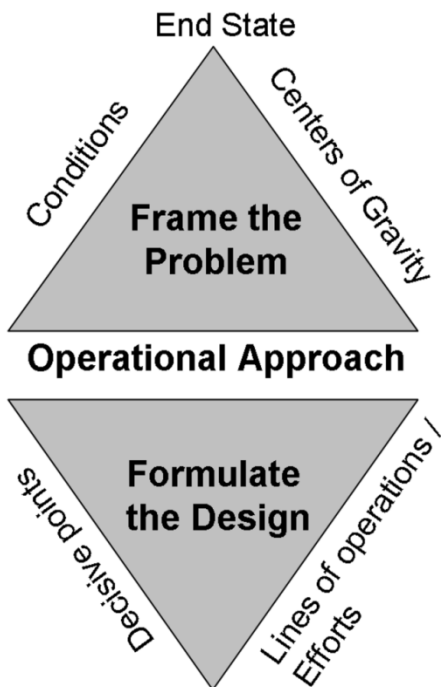 End State
Conditions
Centers of Gravity
Frame the
Problem
Operational Approach
Formulate
the Design
Decisive points
Lines of operations /
Efforts